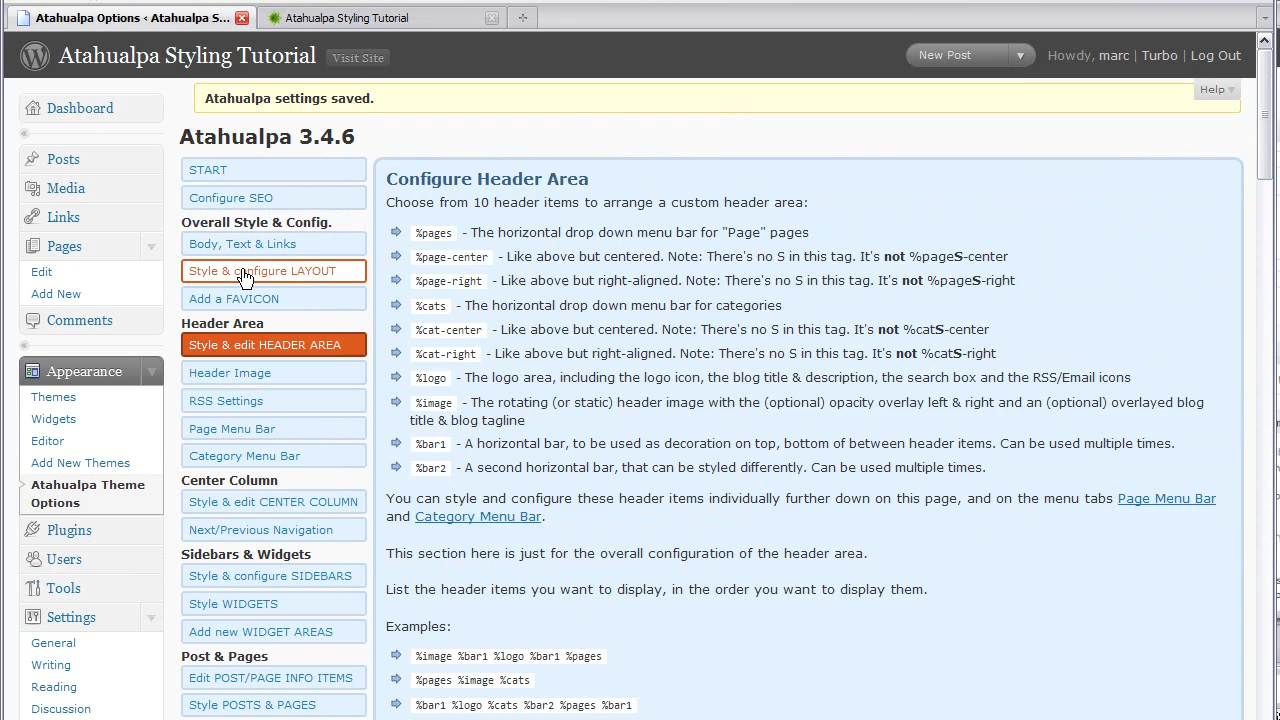 Atahualpa Options ‹ Atahualpa S...
Atahualpa Styling Tutorial
Atahualpa Styling Tutorial
Visit Site
New Post
Howdy, marc | Turbo | Log Out
Atahualpa settings saved.
Help
Atahualpa 3.4.6
Dashboard
Posts
Media
Links
Pages
Edit
Add New
Comments
Appearance
Themes
Widgets
Editor
Add New Themes
Atahualpa Theme
Options
Plugins
Users
Tools
Settings
General
Writing
Reading
Discussion
START
Configure SEO
Overall Style & Config.
Body, Text & Links
Style & configure LAYOUT
Add a FAVICON
Header Area
Style & edit HEADER AREA
Header Image
RSS Settings
Page Menu Bar
Category Menu Bar
Center Column
Style & edit CENTER COLUMN
Next/Previous Navigation
Sidebars & Widgets
Style & configure SIDEBARS
Style WIDGETS
Add new WIDGET AREAS
Post & Pages
Edit POST/PAGE INFO ITEMS
Style POSTS & PAGES
Configure Header Area
Choose from 10 header items to arrange a custom header area:
%pages - The horizontal drop down menu bar for "Page" pages
%page-center - Like above but centered. Note: There's no S in this tag. It's not %pageS-center
%page-right - Like above but right-aligned. Note: There's no S in this tag. It's not %pageS-right
%cats - The horizontal drop down menu bar for categories
%cat-center - Like above but centered. Note: There's no S in this tag. It's not %catS-center
%cat-right - Like above but right-aligned. Note: There's no S in this tag. It's not %catS-right
%logo - The logo area, including the logo icon, the blog title & description, the search box and the RSS/Email icons
%image - The rotating (or static) header image with the (optional) opacity overlay left & right and an (optional) overlayed blog
title & blog tagline
%bar1 - A horizontal bar, to be used as decoration on top, bottom of between header items. Can be used multiple times.
%bar2 - A second horizontal bar, that can be styled differently. Can be used multiple times.
You can style and configure these header items individually further down on this page, and on the menu tabs Page Menu Bar
and Category Menu Bar.
This section here is just for the overall configuration of the header area.
List the header items you want to display, in the order you want to display them.
Examples:
%image %bar1 %logo %bar1 %pages
%pages %image %cats
%bar1 %logo %cats %bar2 %pages %bar1